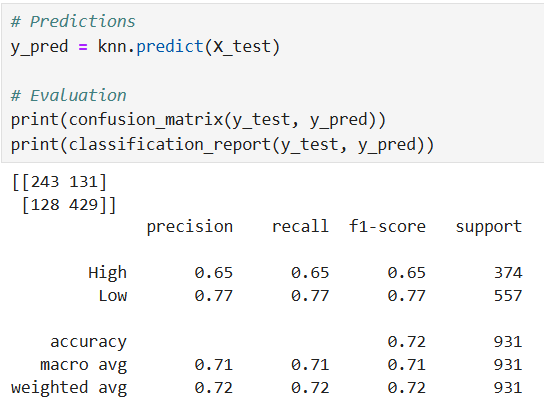 # Predictions
y_pred = knn.predict(X_test)
# Evaluation
print(confusion_matrix(y_test, y_pred))
print(classification_report(y_test, y_pred))
[[243 131]
[128 429]]
precision recall f1-score support
High 0.65 0.65 0.65 374
Low 0.77 0.77 0.77 557
accuracy 0.72 931
macro avg 0.71 0.71 0.71 931
weighted avg 0.72 0.72 0.72 931